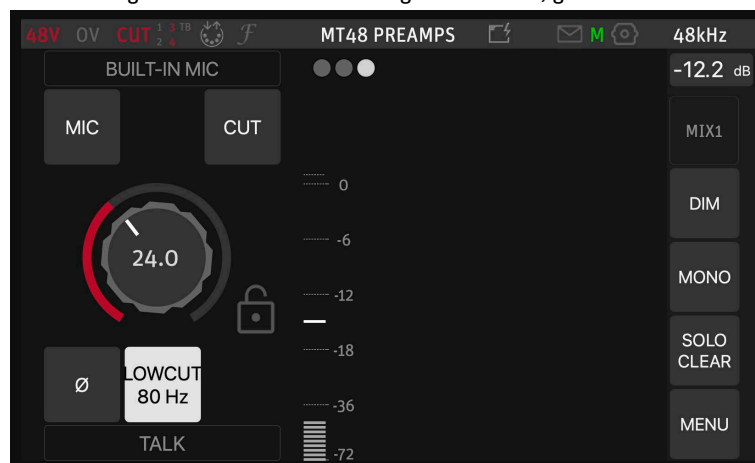 48V OV CUT 1 3 TB 2 4 F MT48 PREAMPS M 48kHz
BUILT-IN MIC
-12.2 dB
MIC CUT
MIX1
0
DIM
-6
24.0
MONO
-12
SOLO
CLEAR
-18
Ø
LOWCUT
80 Hz
-36
MENU
TALK
-72